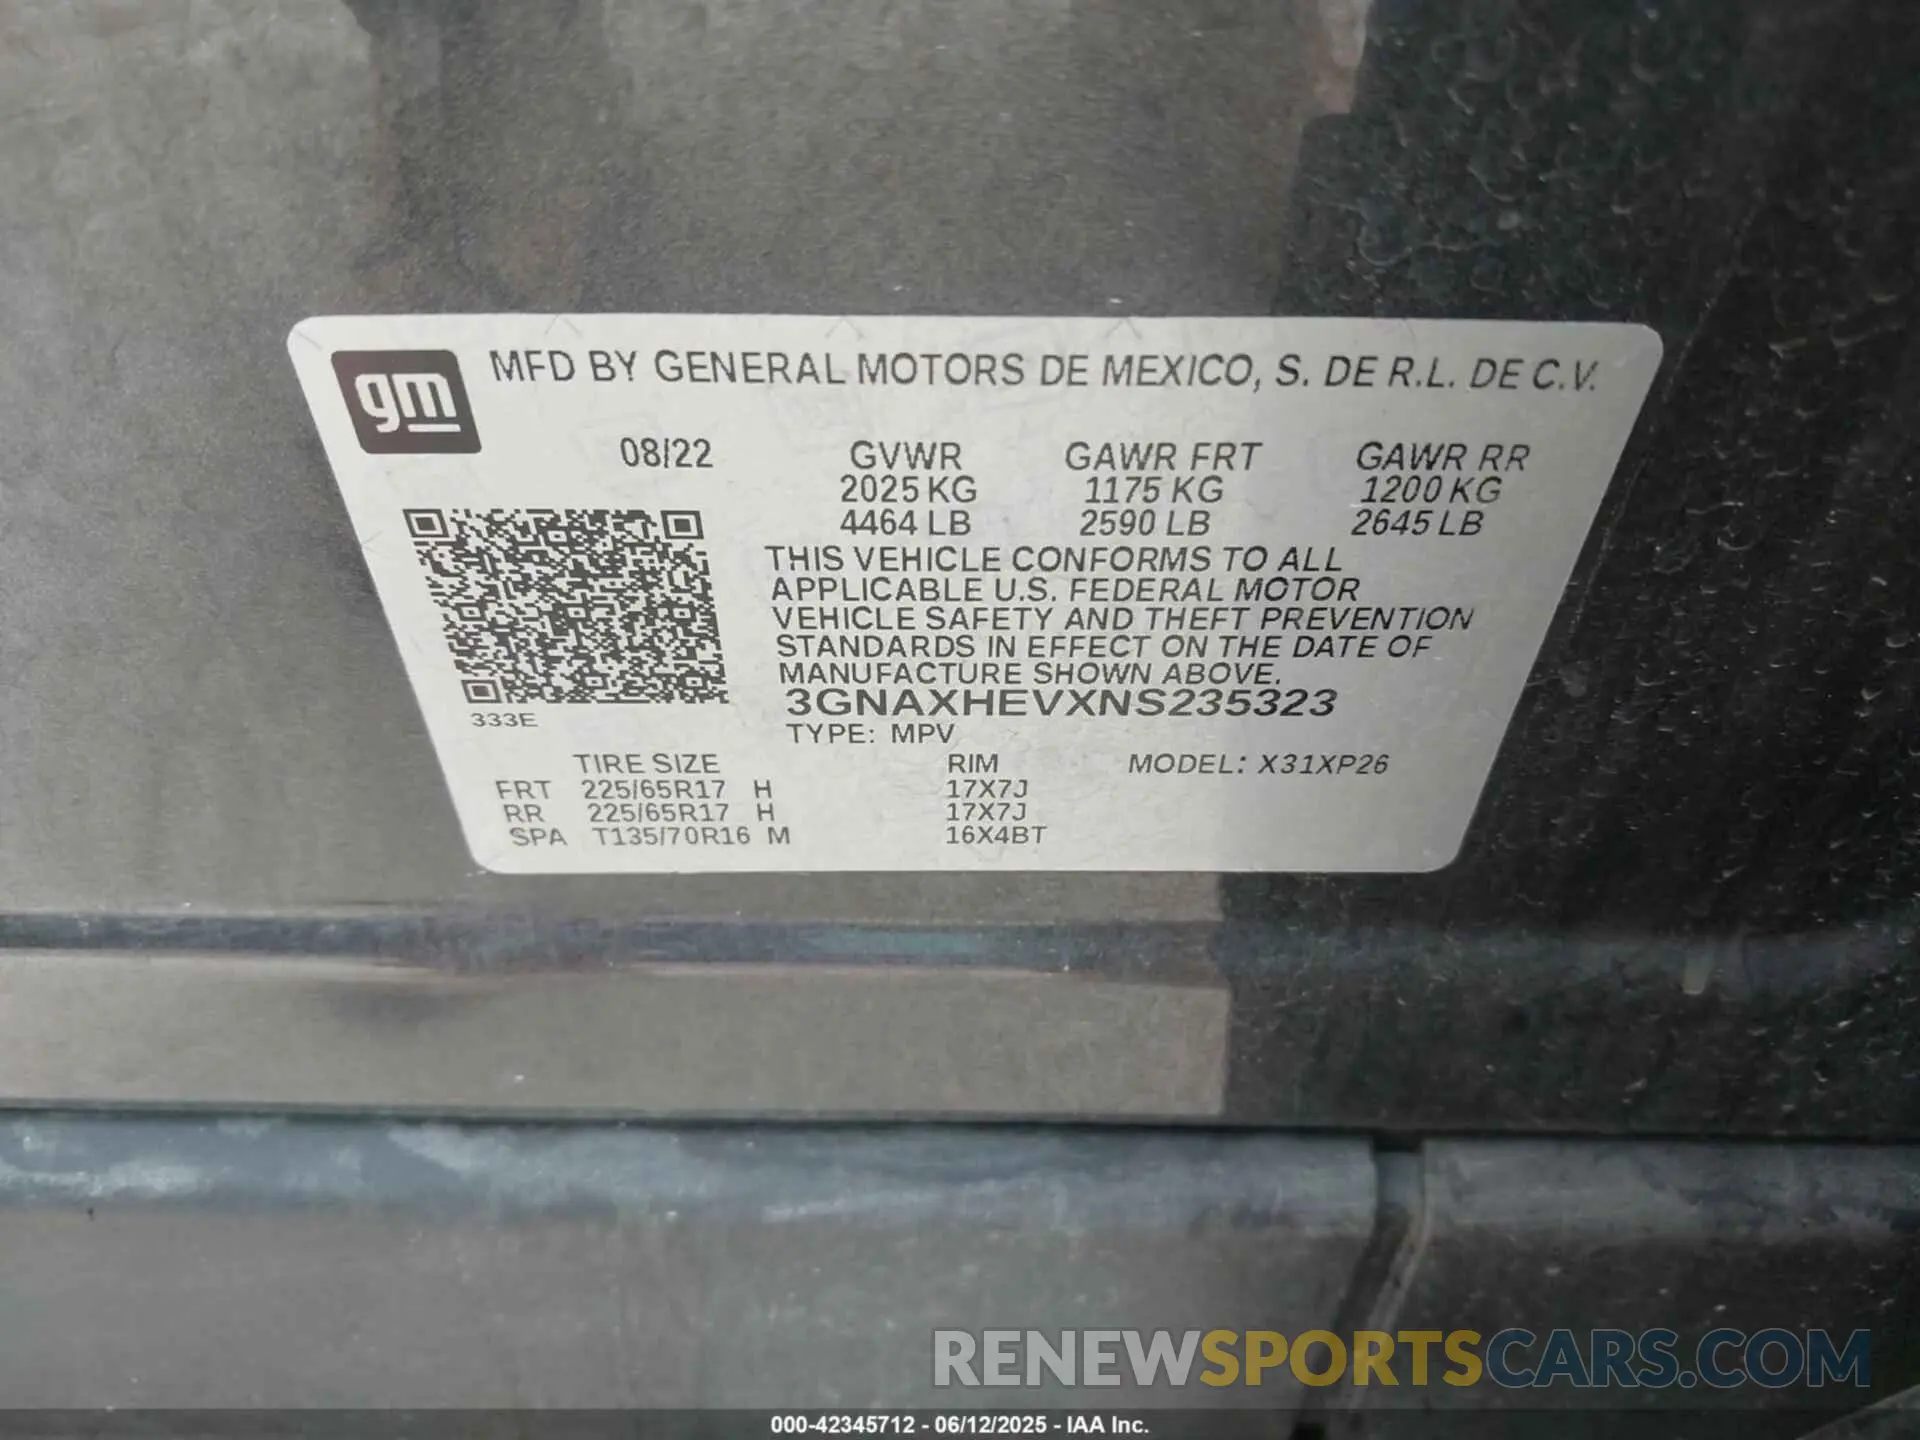 gm
MFD BY GENERAL MOTORS DE MEXICO, S. DE R.L. DE C.V.
08/22 GVWR GAWR FRT GAWR RR
2025 KG 1175 KG 1200 KG
4464 LB 2590 LB 2645 LB
THIS VEHICLE CONFORMS TO ALL
APPLICABLE U.S. FEDERAL MOTOR
VEHICLE SAFETY AND THEFT PREVENTION
STANDARDS IN EFFECT ON THE DATE OF
MANUFACTURE SHOWN ABOVE.
3GNAXHEVXNS235323
333E
TYPE: MPV
TIRE SIZE RIM MODEL: X31XP26
FRT 225/65R17 H 17X7J
RR 225/65R17 H 17X7J
SPA T135/70R16 M 16X4BT
RENEWSPORTSCARS.COM
000-42345712 - 06/12/2025 - IAA Inc.